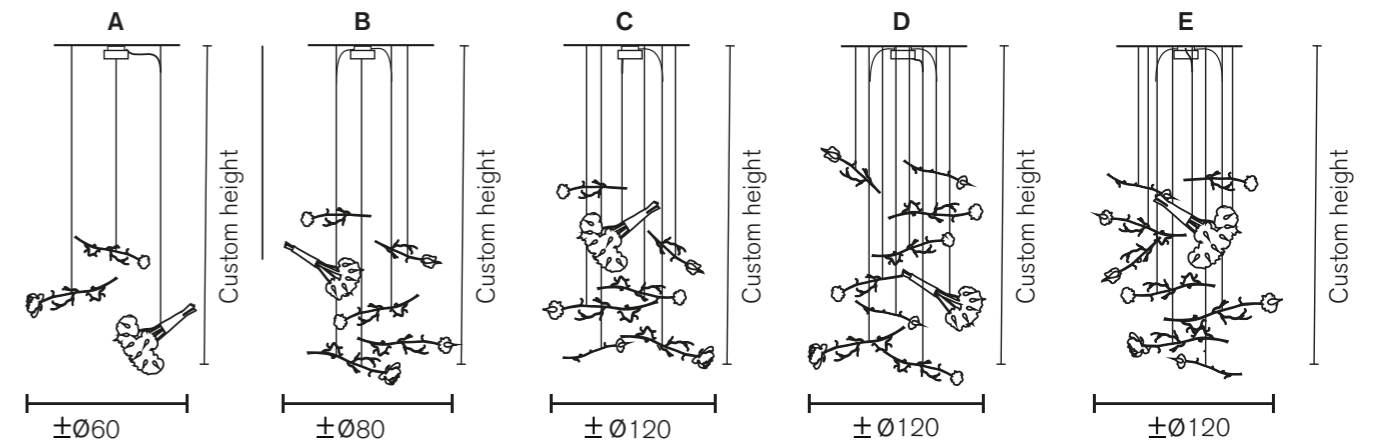 A B C D E
Custom height Custom height Custom height Custom height Custom height
±Ø60 ±Ø80 ± Ø120 ±Ø120 ±Ø120